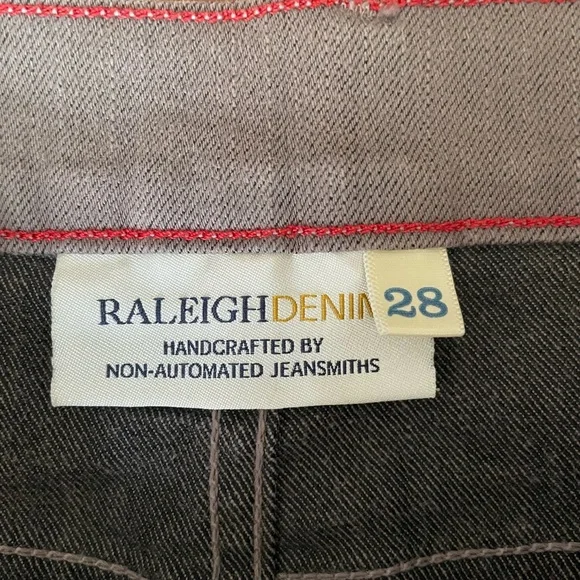 RALEIGHDENIM 28
HANDCRAFTED BY
NON-AUTOMATED JEANSMITHS